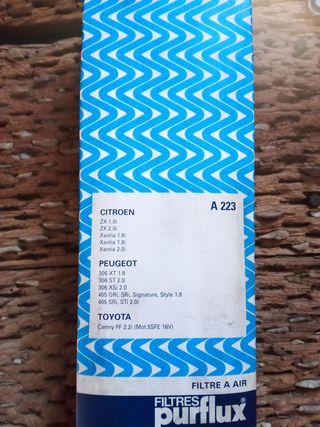 CITROEN A 223
ZX 1.8i
ZX 2.0i
Xantia 1.6i
Xantia 1.8i
Xantia 2.0i
PEUGEOT
306 XT 1.8
306 ST 2.0
306 XSi 2.0
405 GRi, SRi, Signature, Style 1.8
405 SRi, STi 2.0i
TOYOTA
Camry FF 2.2i (Mot.5SFE 16V)
FILTRE A AIR
FILTRES
purflux®